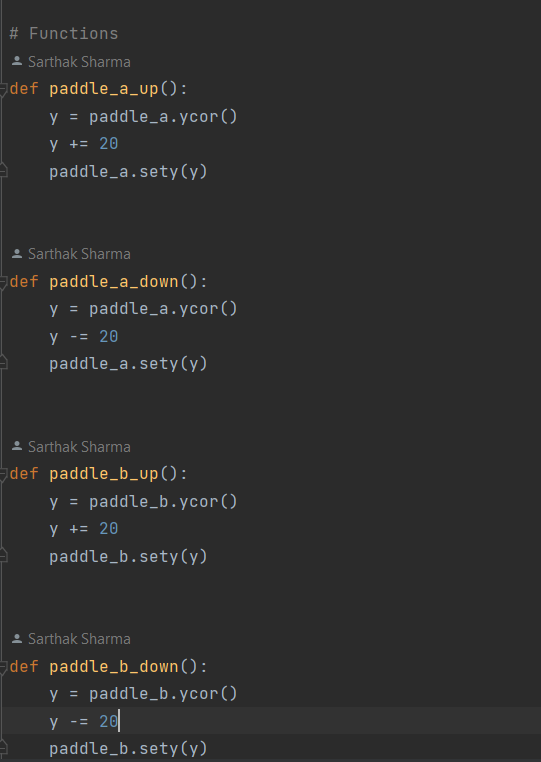 # Functions
Sarthak Sharma
def paddle_a_up():
    y = paddle_a.ycor()
    y += 20
    paddle_a.sety(y)
Sarthak Sharma
def paddle_a_down():
    y = paddle_a.ycor()
    y -= 20
    paddle_a.sety(y)
Sarthak Sharma
def paddle_b_up():
    y = paddle_b.ycor()
    y += 20
    paddle_b.sety(y)
Sarthak Sharma
def paddle_b_down():
    y = paddle_b.ycor()
    y -= 20
    paddle_b.sety(y)